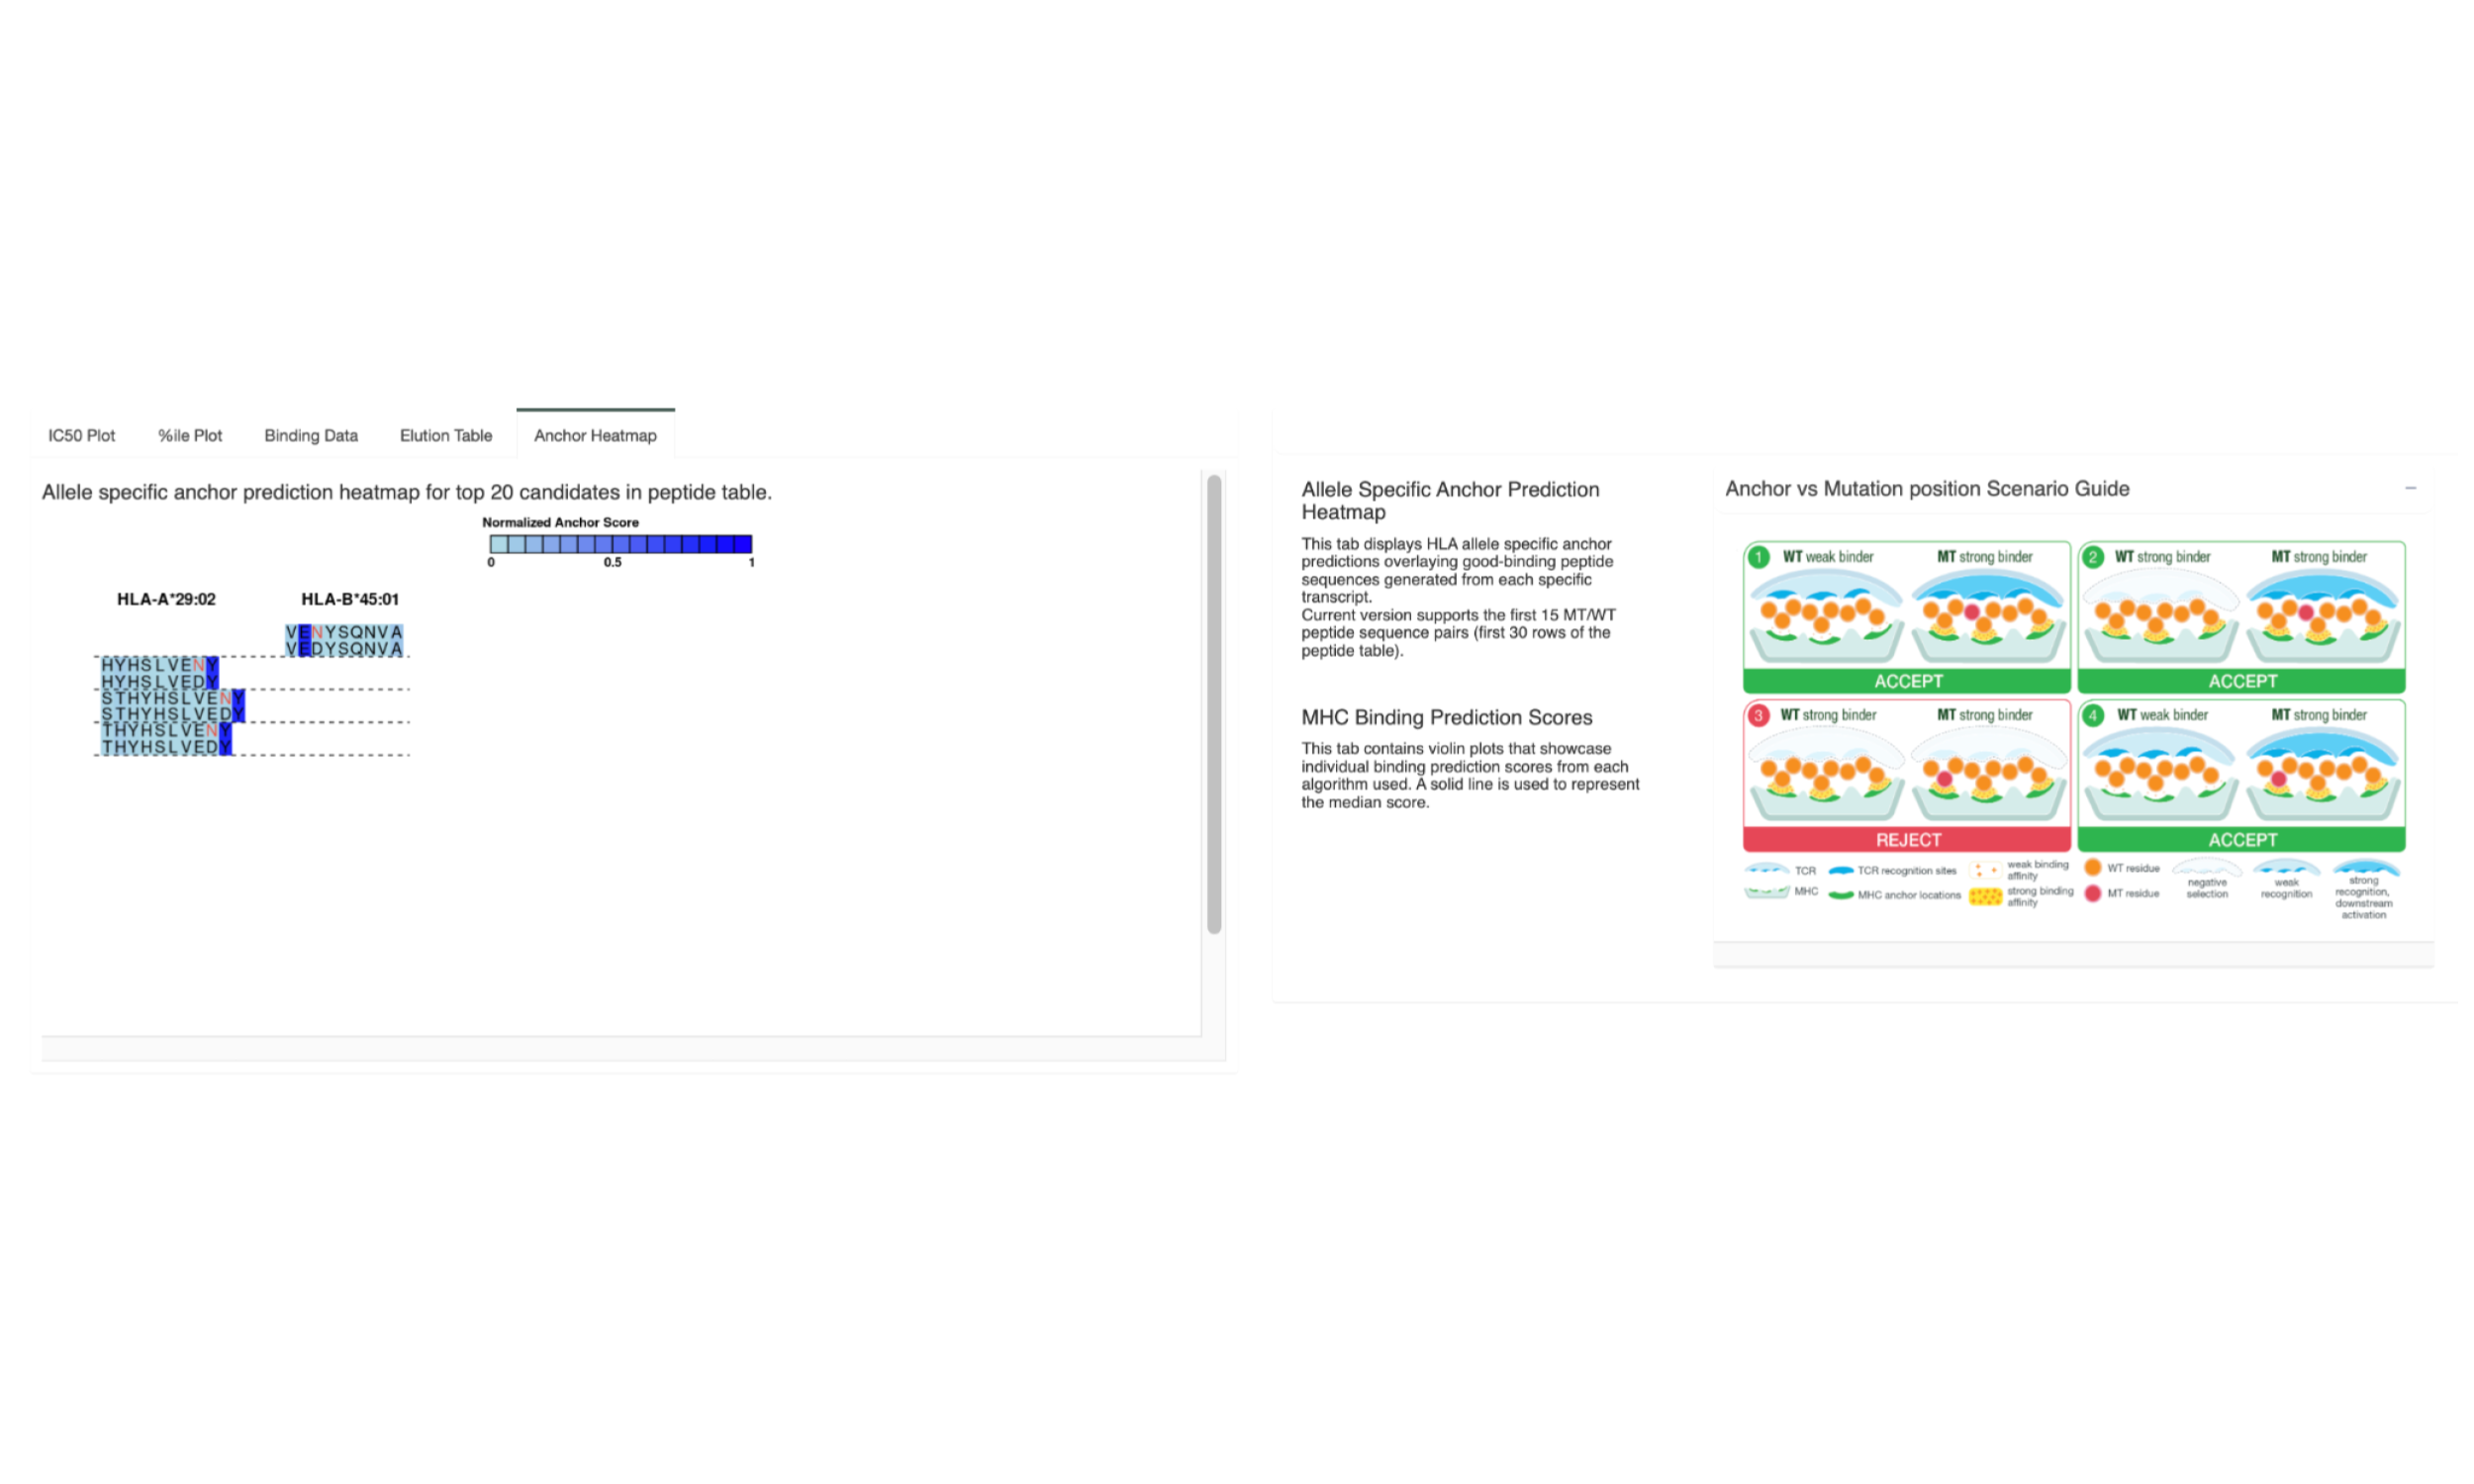 IC50 Plot %ile Plot Binding Data Elution Table Anchor Heatmap
Allele specific anchor prediction heatmap for top 20 candidates in peptide table.
Normalized Anchor Score
0 0.5 1
HLA-A*29:02 HLA-B*45:01
VENYSQNVA
VEDYSQNVA
HYHSLVENY
HYHSLVEDY
STHYHSLVENY
STHYHSLVEDY
THYHSLVENY
THYHSLVEDY
Allele Specific Anchor Prediction
Heatmap
This tab displays HLA allele specific anchor
predictions overlaying good-binding peptide
sequences generated from each specific
transcript.
Current version supports the first 15 MT/WT
peptide sequence pairs (first 30 rows of the
peptide table).
MHC Binding Prediction Scores
This tab contains violin plots that showcase
individual binding prediction scores from each
algorithm used. A solid line is used to represent
the median score.
Anchor vs Mutation position Scenario Guide
1 WT weak binder MT strong binder
ACCEPT
2 WT strong binder MT strong binder
ACCEPT
3 WT strong binder MT strong binder
REJECT
4 WT weak binder MT strong binder
ACCEPT
TCR
MHC
TCR recognition sites
MHC anchor locations
weak binding
affinity
strong binding
affinity
WT residue
MT residue
negative
selection
weak
recognition
strong
recognition,
downstream
activation